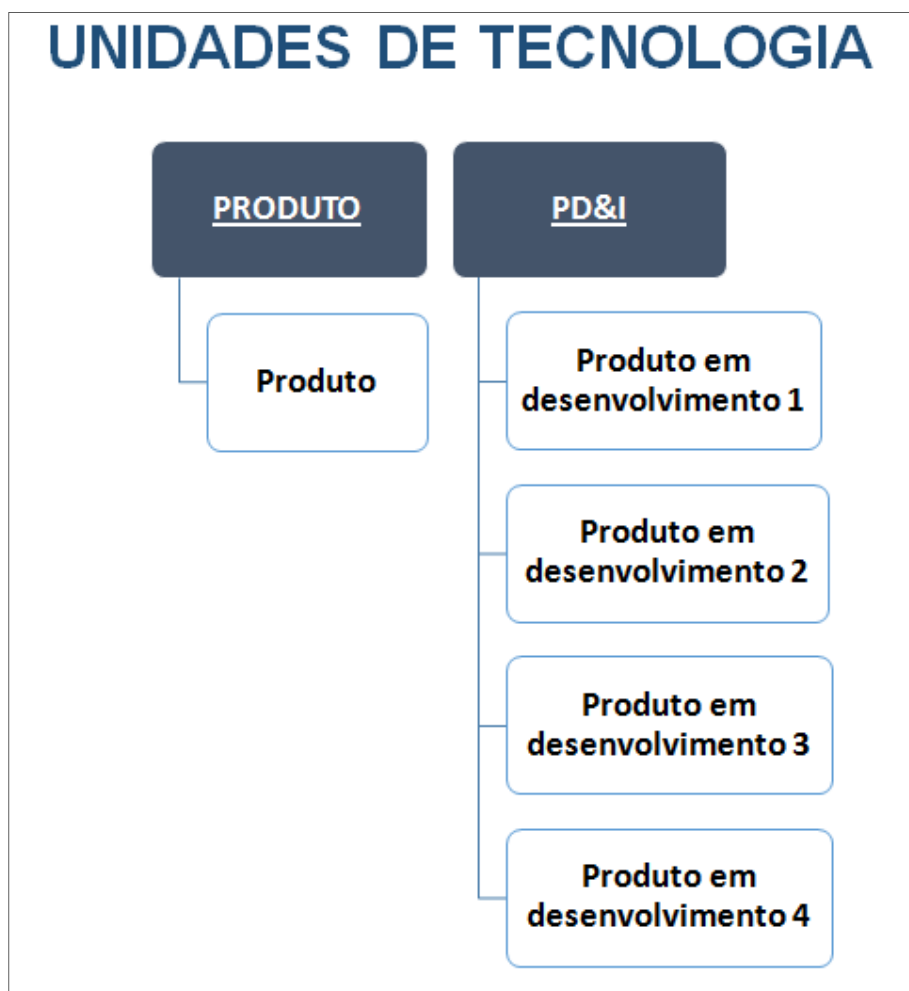 UNIDADES DE TECNOLOGIA
PRODUTO
Produto
PD&I
Produto em
desenvolvimento 1
Produto em
desenvolvimento 2
Produto em
desenvolvimento 3
Produto em
desenvolvimento 4